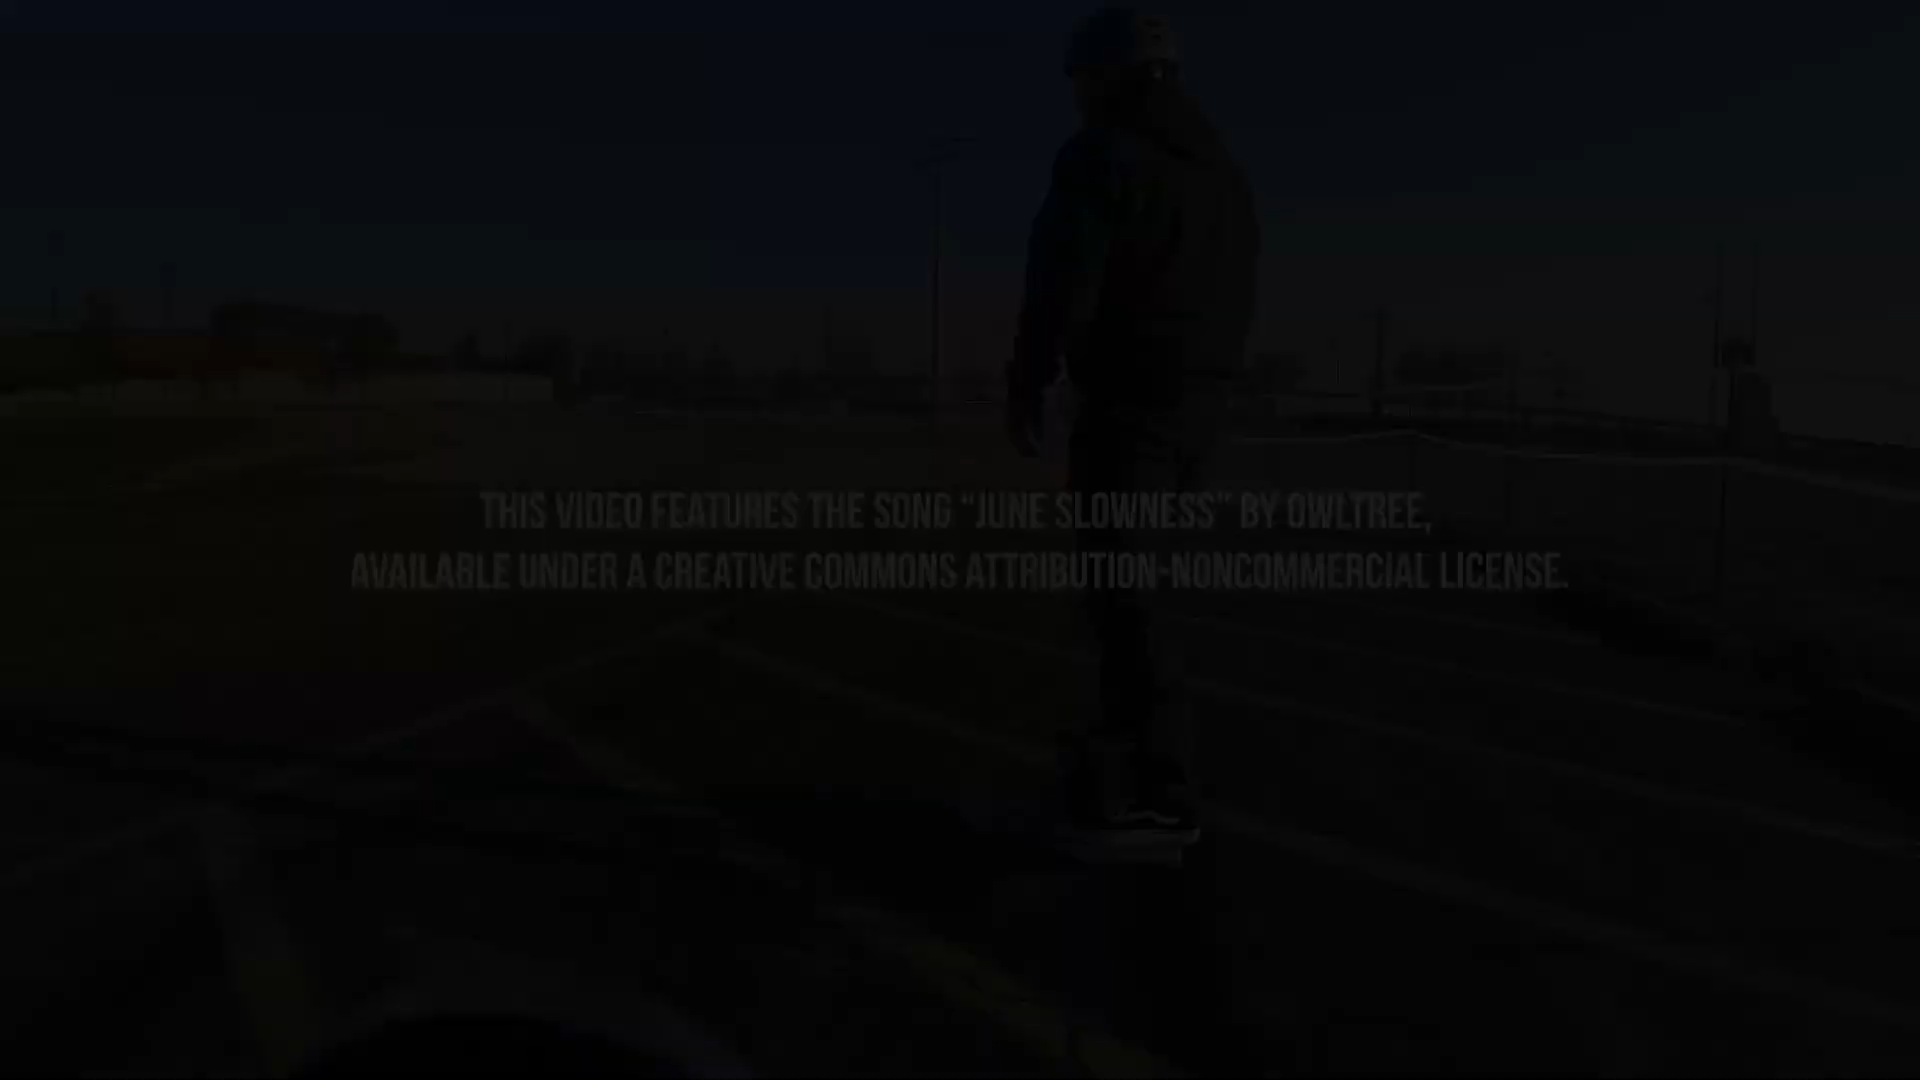 THIS VIDEO FEATURES THE SONG “JUNE SLOWNESS” BY OWLTREE,
AVAILABLE UNDER A CREATIVE COMMONS ATTRIBUTION-NONCOMMERCIAL LICENSE.